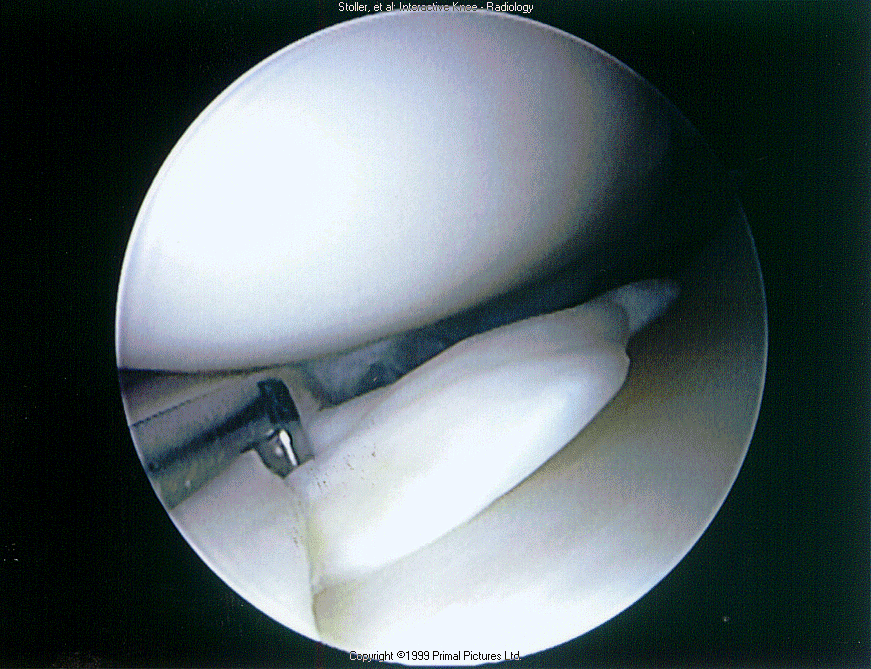 Stoller, et al: Interactive Knee - Radiology
Copyright ©1999 Primal Pictures Ltd.